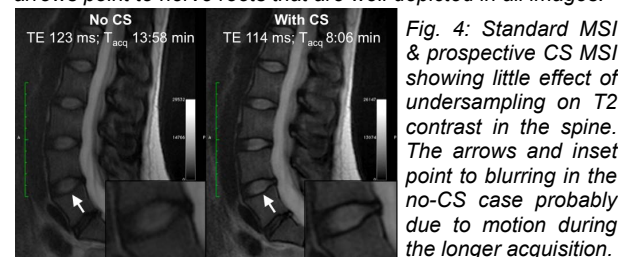 arrows point to nerve roots that are well depicted in all images.
No CS
TE 123 ms; Tacq 13:58 min
With CS
TE 114 ms; Tacq 8:06 min
Fig. 4: Standard MSI
& prospective CS MSI
showing little effect of
undersampling on T2
contrast in the spine.
The arrows and inset
point to blurring in the
no-CS case probably
due to motion during
the longer acquisition.